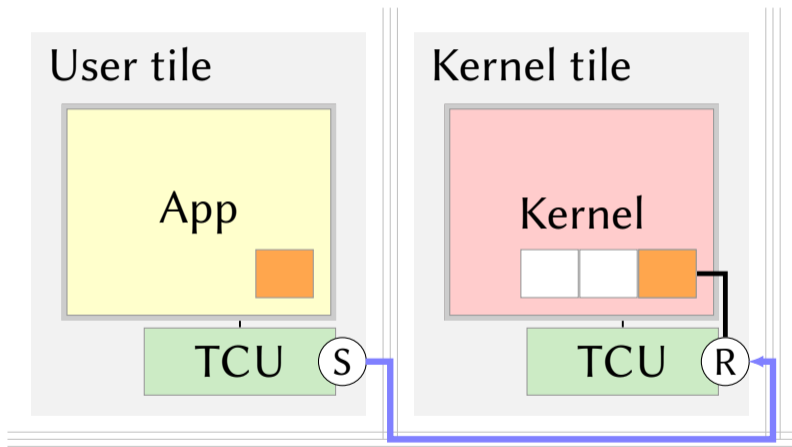 User tile
Kernel tile
App
Kernel
TCU
S
TCU
R